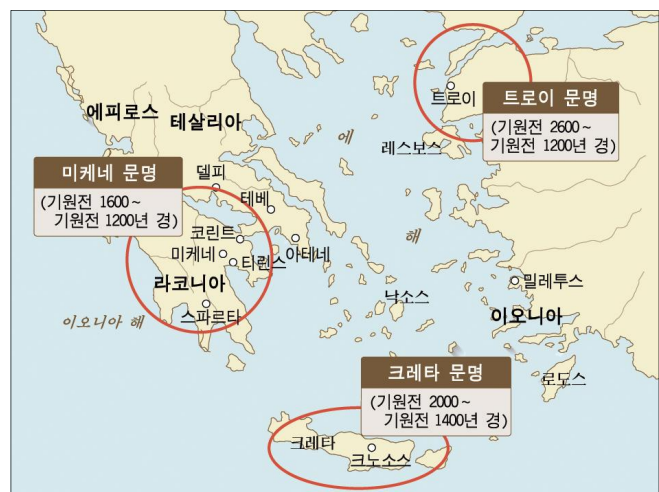 트로이
트로이 문명
(기원전 2600 ~
기원전 1200년 경)
에피로스
테살리아
에
레스보스
미케네 문명
(기원전 1600 ~
기원전 1200년 경)
델피
테베
코린트
미케네
티린스
아테네
해
라코니아
스파르타
이오니아 해
낙소스
밀레투스
이오니아
로도스
크레타 문명
(기원전 2000 ~
기원전 1400년 경)
크레타
크노소스